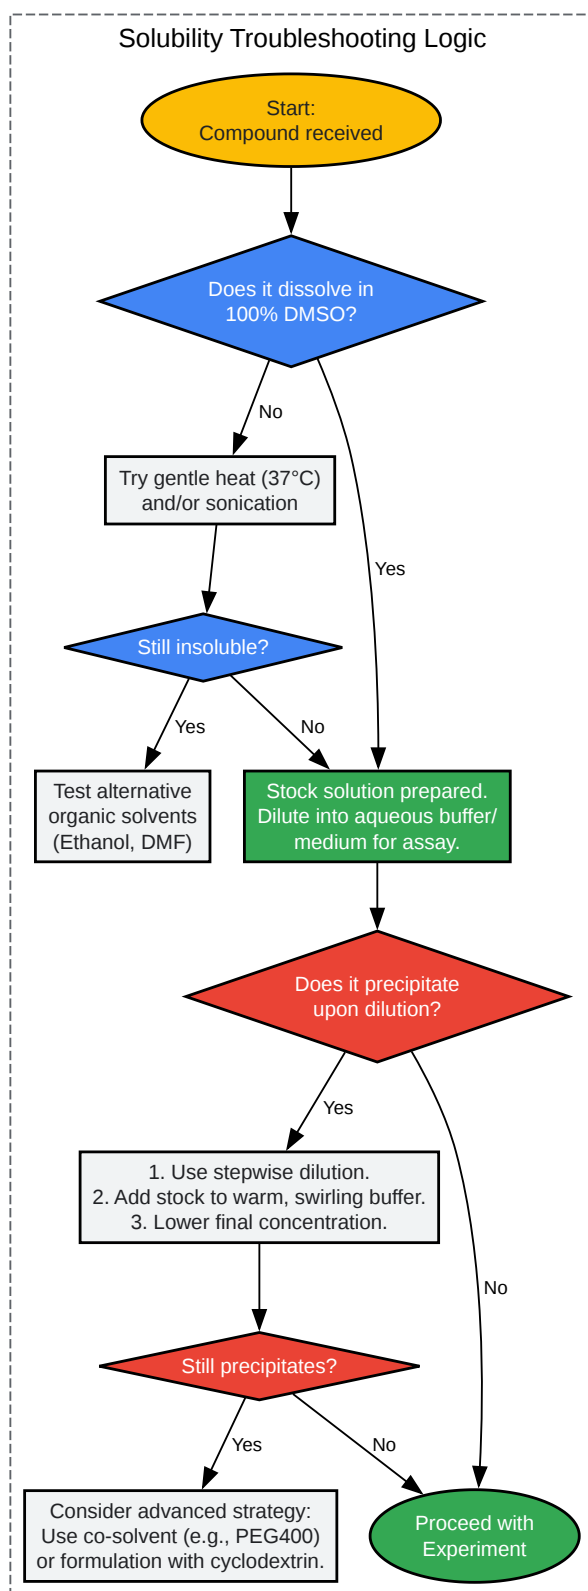 Solubility Troubleshooting Logic
Start:
Compound received
Does it dissolve in
100% DMSO?
No
Try gentle heat (37°C)
and/or sonication
Yes
Still insoluble?
Yes
No
Test alternative
organic solvents
(Ethanol, DMF)
Stock solution prepared.
Dilute into aqueous buffer/
medium for assay.
Does it precipitate
upon dilution?
Yes
1. Use stepwise dilution.
2. Add stock to warm, swirling buffer.
3. Lower final concentration.
No
Still precipitates?
Yes
No
Consider advanced strategy:
Use co-solvent (e.g., PEG400)
or formulation with cyclodextrin.
Proceed with
Experiment